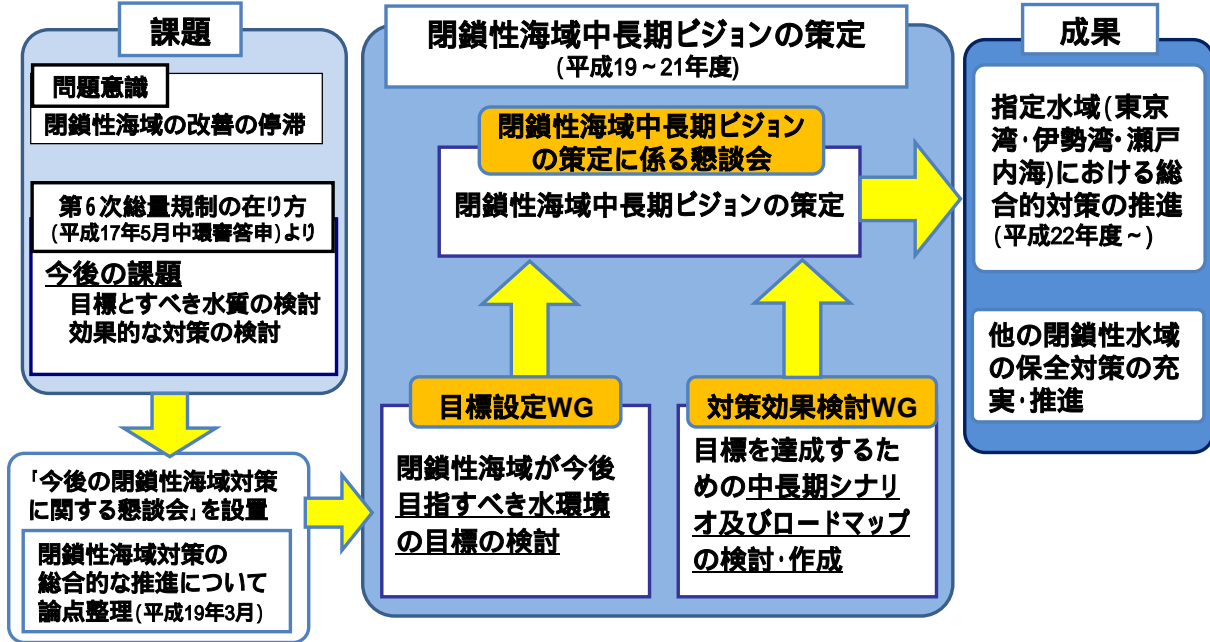 課題
問題意識
閉鎖性海域の改善の停滞
第6次総量規制の在り方
(平成17年5月中環審答申)より
今後の課題
目標とすべき水質の検討
効果的な対策の検討
「今後の閉鎖性海域対策
に関する懇談会」を設置
閉鎖性海域対策の
総合的な推進について
論点整理(平成19年3月)
閉鎖性海域中長期ビジョンの策定
(平成19～21年度)
閉鎖性海域中長期ビジョン
の策定に係る懇談会
閉鎖性海域中長期ビジョンの策定
目標設定WG
閉鎖性海域が今後
目指すべき水環境
の目標の検討
対策効果検討WG
目標を達成するた
めの中長期シナリ
オ及びロードマップ
の検討・作成
成果
指定水域(東京
湾・伊勢湾・瀬戸
内海)における総
合的対策の推進
(平成22年度～)
他の閉鎖性水域
の保全対策の充
実・推進